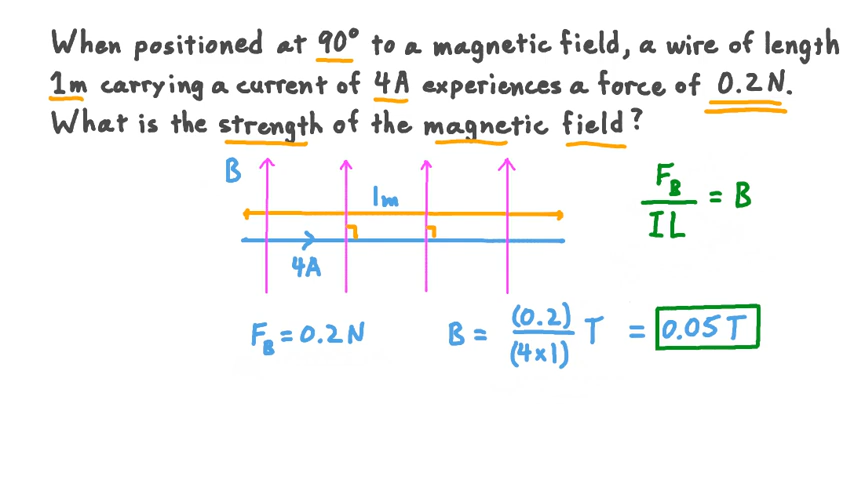 When positioned at 90° to a magnetic field, a wire of length
1m carrying a current of 4A experiences a force of 0.2N.
What is the strength of the magnetic field?
B
1m
4A
F_B / IL = B
F_B = 0.2N
B = (0.2) / (4×1) T = 0.05T